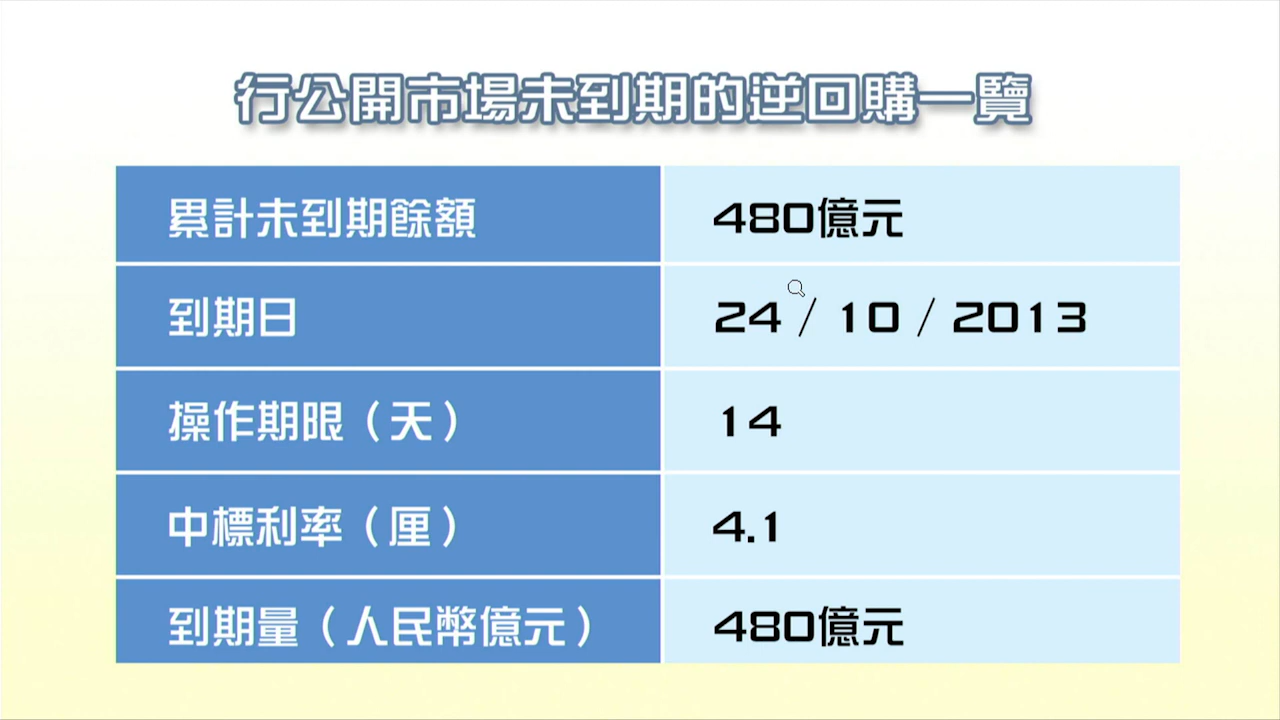 行公開市場未到期的逆回購一覽
累計未到期餘額 480億元
到期日 24/10/2013
操作期限（天） 14
中標利率（厘） 4.1
到期量（人民幣億元） 480億元